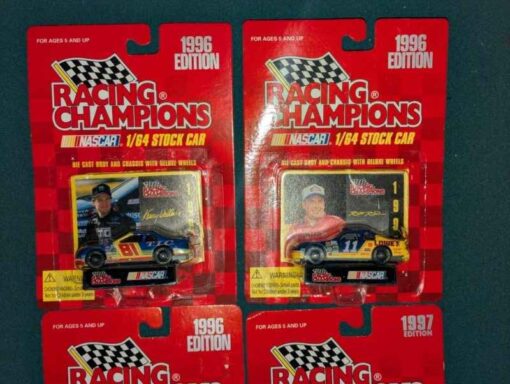 FOR AGES 5 AND UP
1996
EDITION
RACING®
CHAMPIONS
NASCAR 1/64 STOCK CAR
DIE CAST BODY AND CHASSIS WITH DELUXE WHEELS
81
WARNING:
NASCAR
FOR AGES 5 AND UP
1996
EDITION
RACING®
CHAMPIONS
NASCAR 1/64 STOCK CAR
DIE CAST BODY AND CHASSIS WITH DELUXE WHEELS
11
WARNING:
NASCAR
FOR AGES 5 AND UP
1996
EDITION
RACING
FOR AGES 5 AND UP
1997
EDITION
RACING